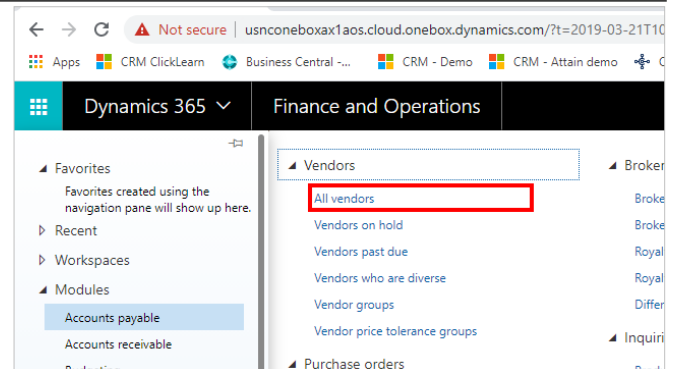 Not secure | usnconeboxax1aos.cloud.onebox.dynamics.com/?t=2019-03-21T10
Apps CRM ClickLearn Business Central -... CRM - Demo CRM - Attain demo
Dynamics 365 Finance and Operations
Favorites
Favorites created using the
navigation pane will show up here.
Recent
Workspaces
Modules
Accounts payable
Accounts receivable
Vendors
All vendors
Vendors on hold
Vendors past due
Vendors who are diverse
Vendor groups
Vendor price tolerance groups
Purchase orders
Broker
Broke
Broke
Royal
Royal
Differ
Inquiri